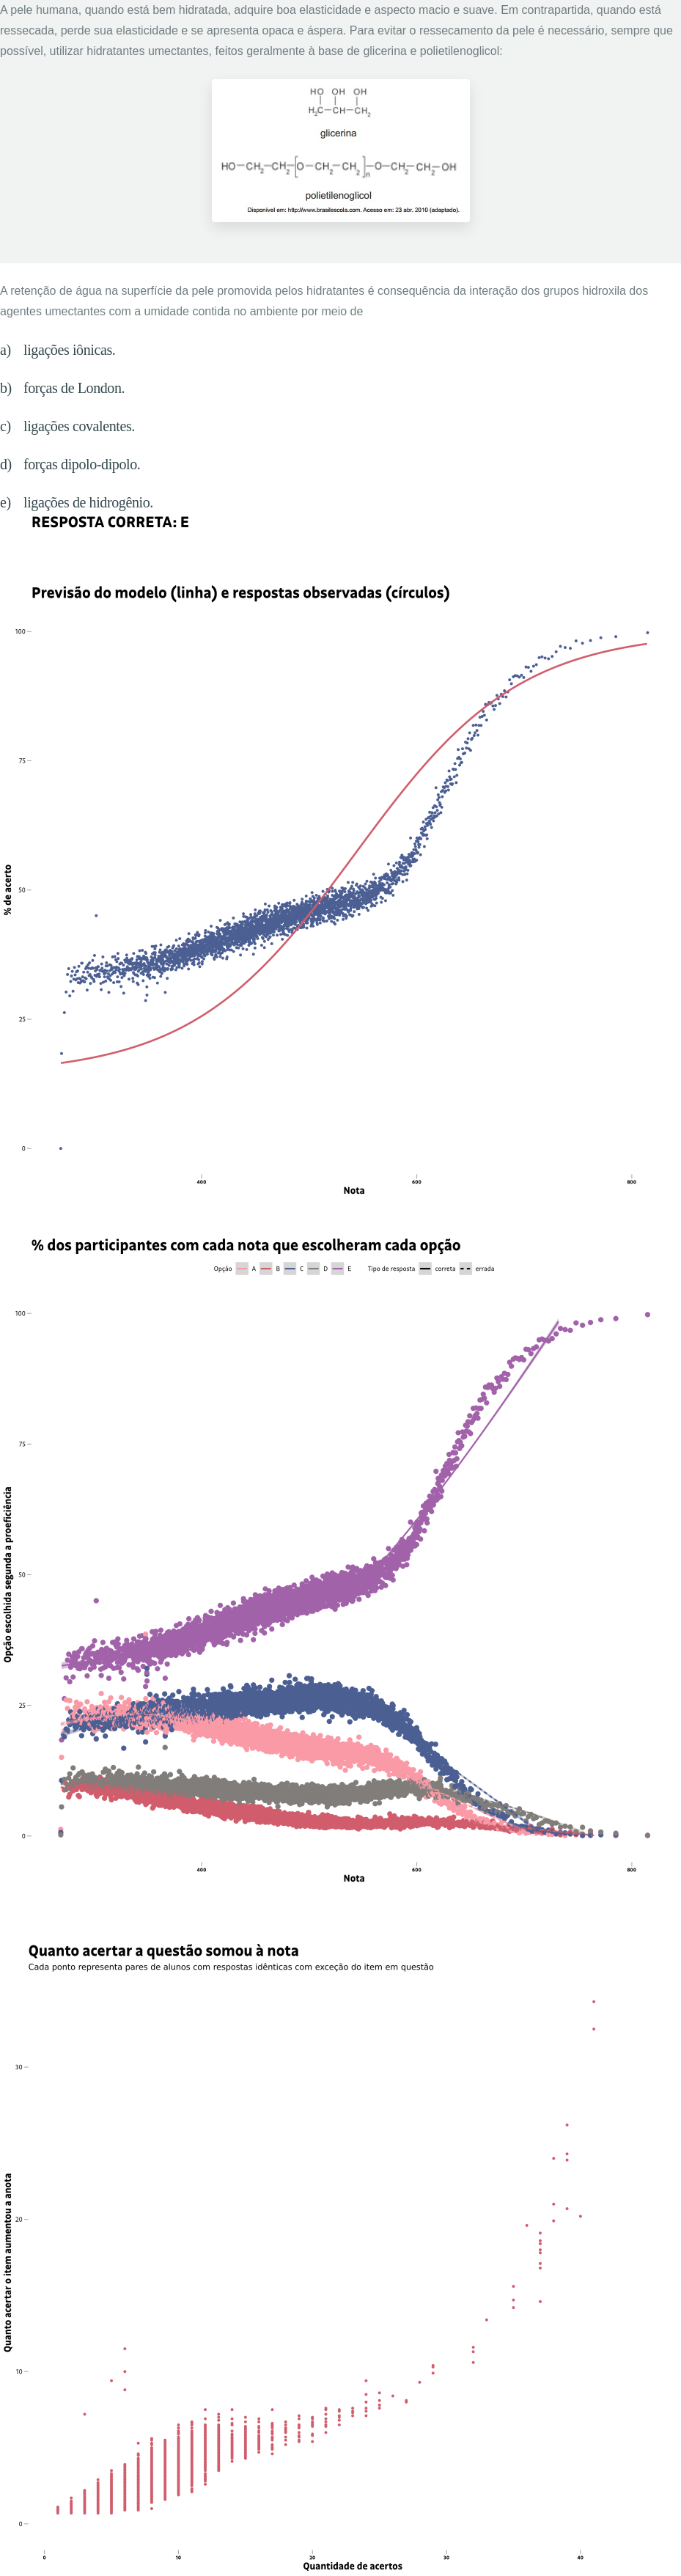 A pele humana, quando está bem hidratada, adquire boa elasticidade e aspecto macio e suave. Em contrapartida, quando está
ressecada, perde sua elasticidade e se apresenta opaca e áspera. Para evitar o ressecamento da pele é necessário, sempre que
possível, utilizar hidratantes umectantes, feitos geralmente à base de glicerina e polietilenoglicol:
HO OH OH
H2C—CH—CH2
glicerina
HO—CH2—CH2—[O—CH2—CH2]n—O—CH2—CH2—OH
polietilenoglicol
Disponível em: http://www.brasilescola.com. Acesso em: 23 abr. 2010 (adaptado).
A retenção de água na superfície da pele promovida pelos hidratantes é consequência da interação dos grupos hidroxila dos
agentes umectantes com a umidade contida no ambiente por meio de
a) ligações iônicas.
b) forças de London.
c) ligações covalentes.
d) forças dipolo-dipolo.
e) ligações de hidrogênio.
RESPOSTA CORRETA: E
Previsão do modelo (linha) e respostas observadas (círculos)
100
75
50
25
0
% de acerto
400 600 800
Nota
% dos participantes com cada nota que escolheram cada opção
Opção A B C D E Tipo de resposta correta errada
100
75
50
25
0
Opção escolhida segunda a proeficiência
400 600 800
Nota
Quanto acertar a questão somou à nota
Cada ponto representa pares de alunos com respostas idênticas com exceção do item em questão
30
20
10
0
Quanto acertar o item aumentou a anota
0 10 20 30 40
Quantidade de acertos